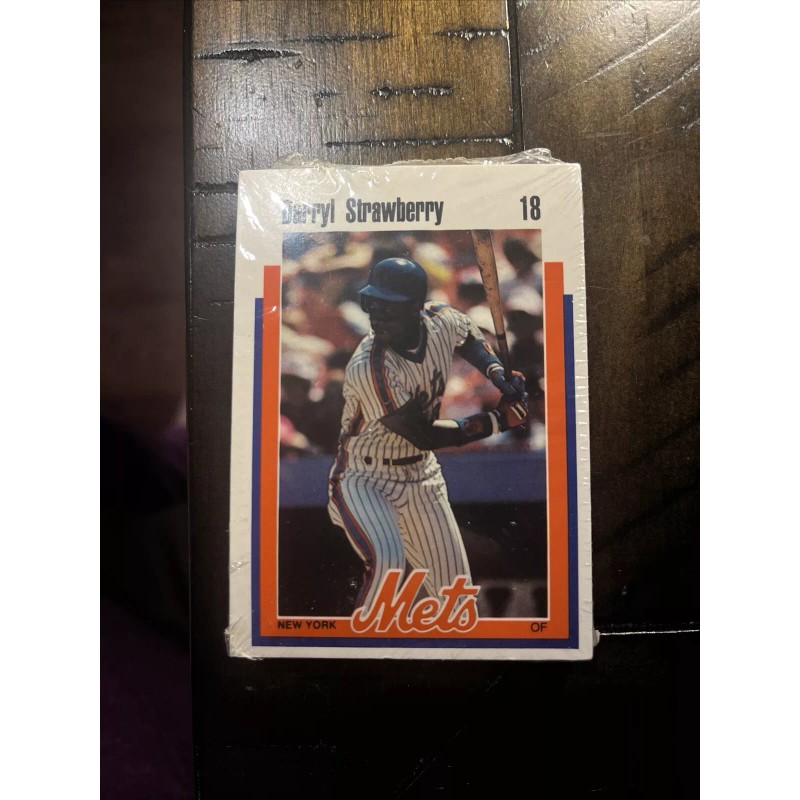 Darryl Strawberry 18
Mets
NEW YORK OF